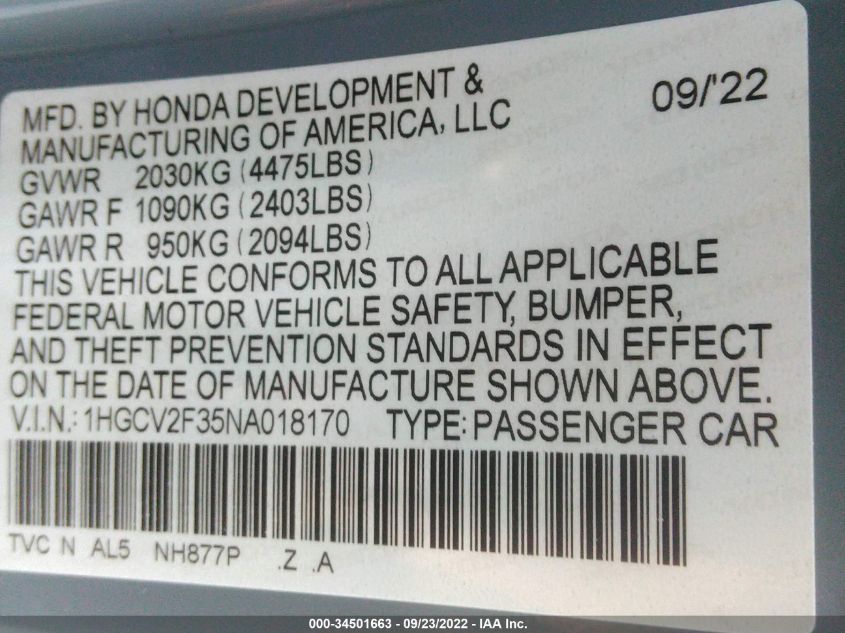 MFD. BY HONDA DEVELOPMENT &
MANUFACTURING OF AMERICA, LLC
09/'22
GVWR 2030KG (4475LBS)
GAWR F 1090KG (2403LBS)
GAWR R 950KG (2094LBS)
THIS VEHICLE CONFORMS TO ALL APPLICABLE
FEDERAL MOTOR VEHICLE SAFETY, BUMPER,
AND THEFT PREVENTION STANDARDS IN EFFECT
ON THE DATE OF MANUFACTURE SHOWN ABOVE.
V.I.N.: 1HGCV2F35NA018170 TYPE: PASSENGER CAR
TVC N AL5 NH877P .Z .A
000-34501663 - 09/23/2022 - IAA Inc.